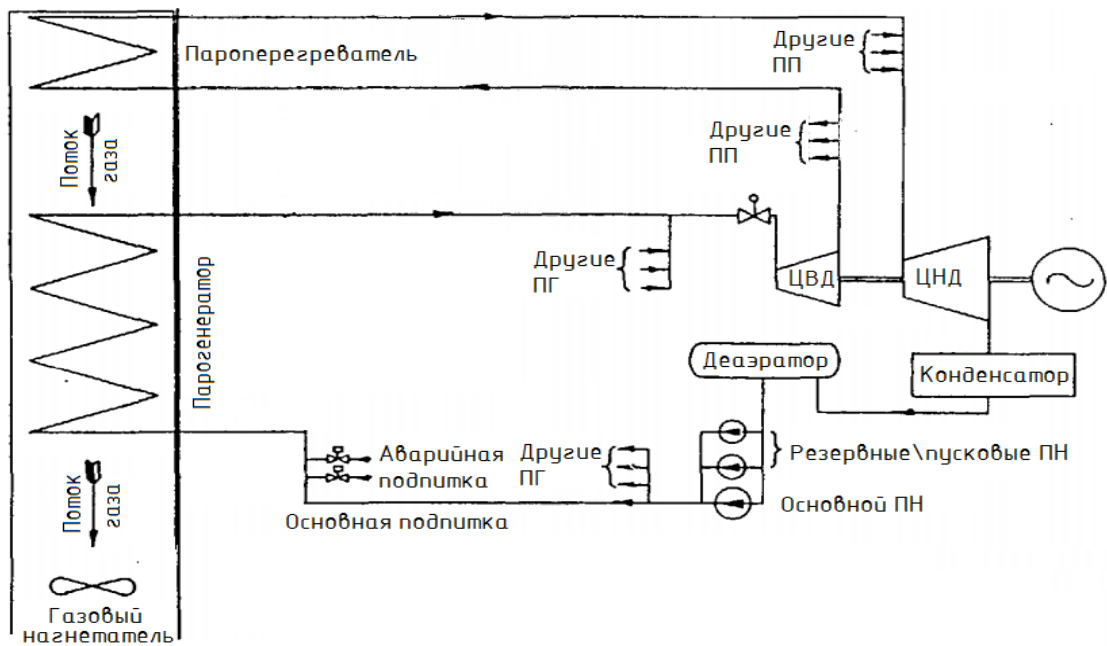 Другие
ПП
Пароперегреватель
Другие
ПП
Поток
газа
Другие
ПГ
ЦВД
ЦНД
Парогенератор
Деаэратор
Конденсатор
Аварийная
подпитка
Другие
ПГ
Резервные\пусковые ПН
Основной ПН
Основная подпитка
Поток
газа
Газовый
нагнетатель